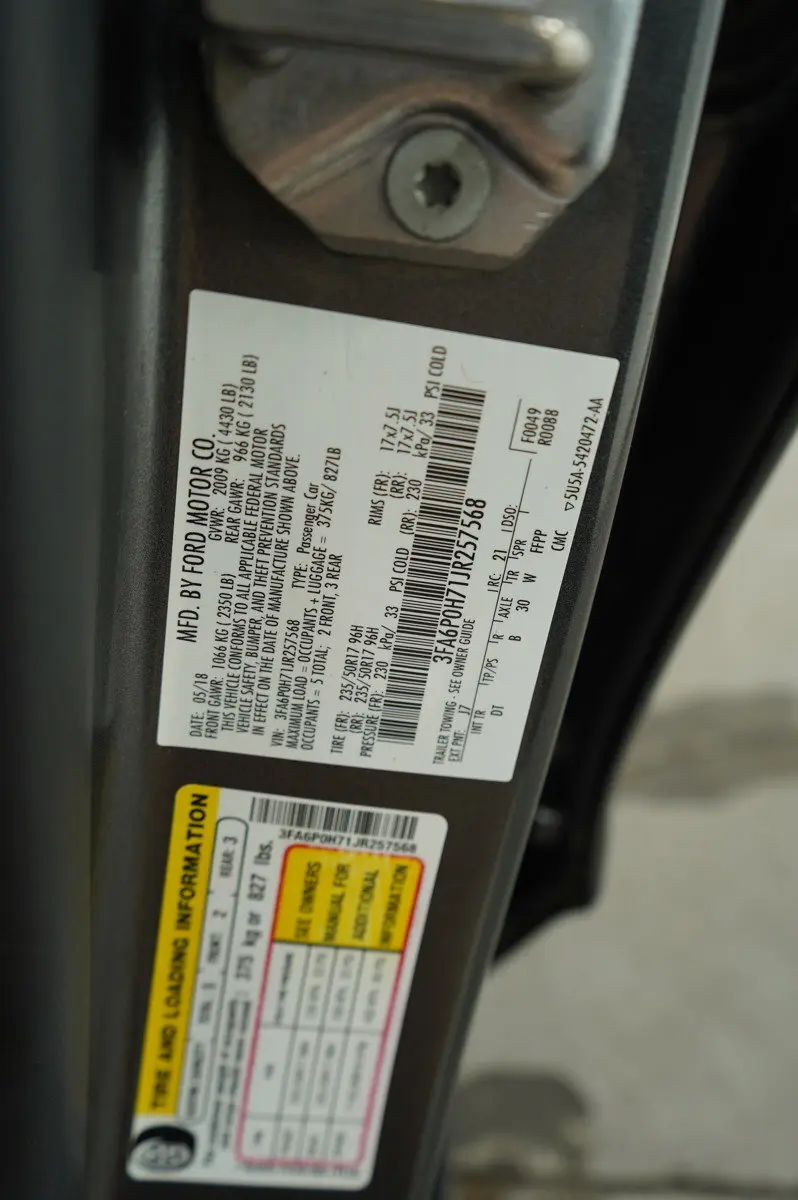 MFD. BY FORD MOTOR CO.
DATE: 05/18 GVWR: 2009 KG ( 4430 LB)
FRONT GAWR: 1066 KG ( 2350 LB) REAR GAWR: 966 KG ( 2130 LB)
THIS VEHICLE CONFORMS TO ALL APPLICABLE FEDERAL MOTOR
VEHICLE SAFETY, BUMPER, AND THEFT PREVENTION STANDARDS
IN EFFECT ON THE DATE OF MANUFACTURE SHOWN ABOVE.
VIN: 3FA6P0H71JR257568 TYPE: Passenger Car
MAXIMUM LOAD = OCCUPANTS + LUGGAGE = 375KG/ 827LB
OCCUPANTS = 5 TOTAL; 2 FRONT, 3 REAR
TIRE (FR): 235/50R17 96H RIMS (FR): 17x7.5J
(RR): 235/50R17 96H (RR): 17x7.5J
PRESSURE (FR): 230 kPa/ 33 PSI COLD (RR): 230 kPa/ 33 PSI COLD
3FA6P0H71JR257568
TRAILER TOWING - SEE OWNER GUIDE
EXT PNT: J7 RC: 21 DSO: F0049
R0088
INT TR TP/PS R AXLE TR SPR
DT B 30 W FFPP
CMC ▽5U5A-5420472-AA
TIRE AND LOADING INFORMATION
3FA6P0H71JR257568
FRONT: 2 REAR: 3
375 kg or 827 lbs.
SEE OWNERS
MANUAL FOR
ADDITIONAL
INFORMATION